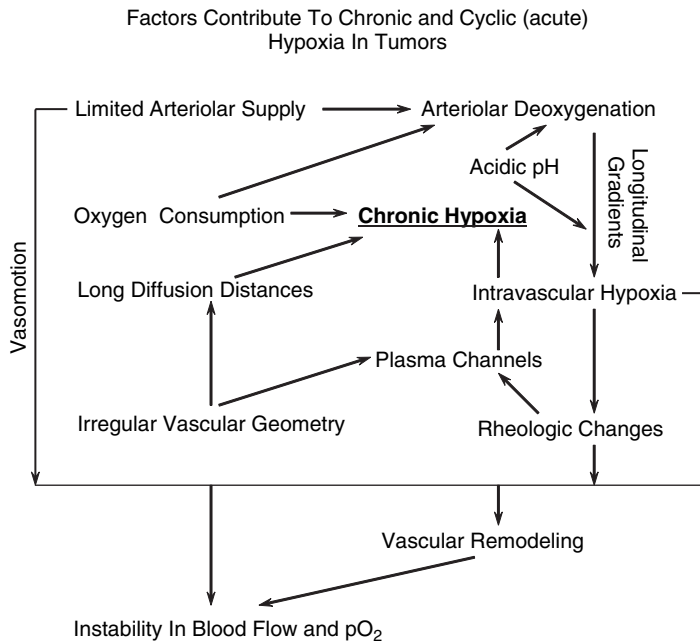 Factors Contribute To Chronic and Cyclic (acute)
Hypoxia In Tumors
Limited Arteriolar Supply
Arteriolar Deoxygenation
Acidic pH
Longitudinal
Gradients
Oxygen Consumption
Chronic Hypoxia
Vasomotion
Long Diffusion Distances
Intravascular Hypoxia
Plasma Channels
Irregular Vascular Geometry
Rheologic Changes
Vascular Remodeling
Instability In Blood Flow and pO₂